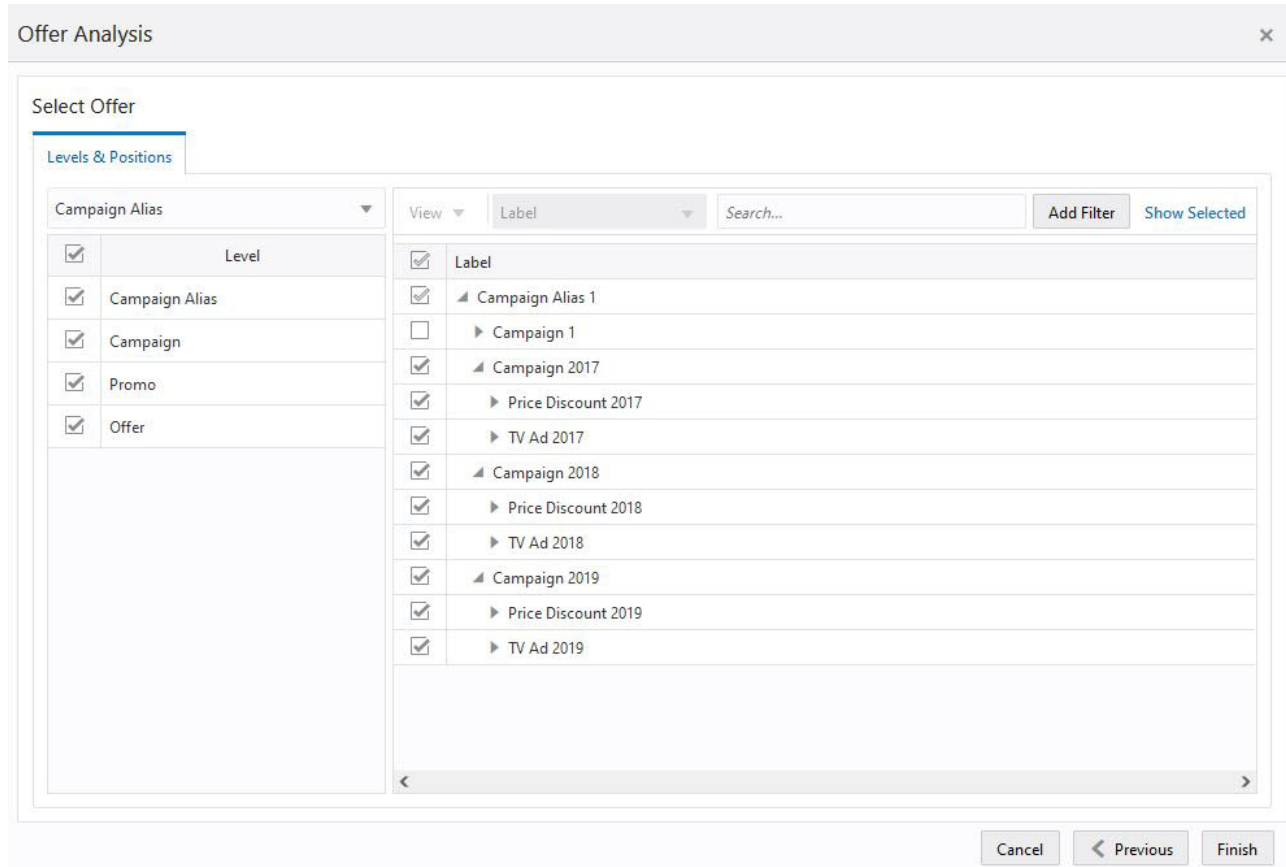 Offer Analysis
Select Offer
Levels & Positions
Campaign Alias
View Label Search... Add Filter Show Selected
Level
Campaign Alias
Campaign
Promo
Offer
Label
Campaign Alias 1
Campaign 1
Campaign 2017
Price Discount 2017
TV Ad 2017
Campaign 2018
Price Discount 2018
TV Ad 2018
Campaign 2019
Price Discount 2019
TV Ad 2019
Cancel Previous Finish